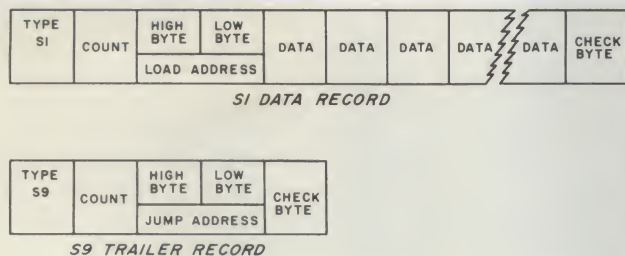 TYPE S1 COUNT HIGH BYTE LOW BYTE DATA DATA DATA DATA DATA CHECK BYTE
LOAD ADDRESS
S1 DATA RECORD
TYPE S9 COUNT HIGH BYTE LOW BYTE CHECK BYTE
JUMP ADDRESS
S9 TRAILER RECORD